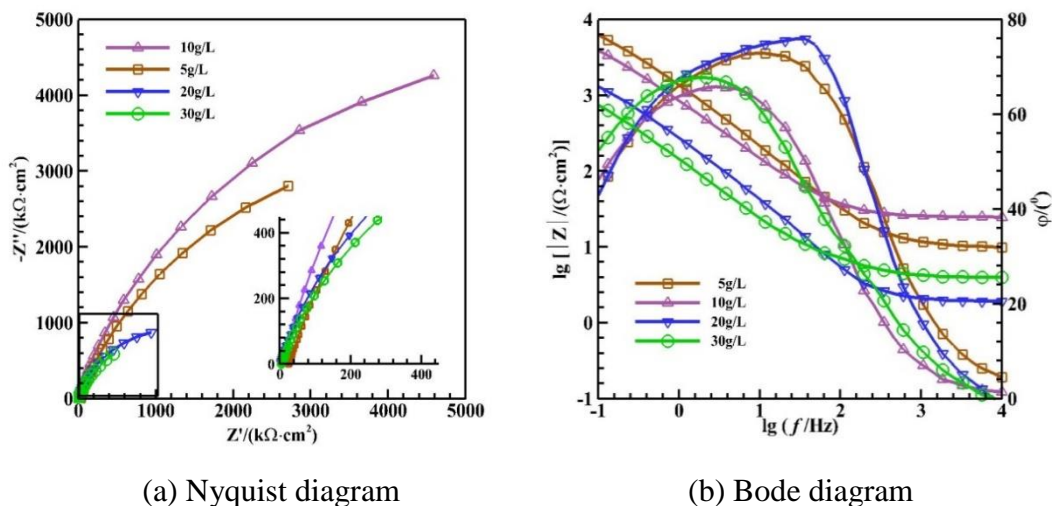 5000
4000
3000
2000
1000
0
-Z''/(kΩ·cm²)
10g/L
5g/L
20g/L
30g/L
400
200
0
0 200 400
0 1000 2000 3000 4000 5000
Z'/(kΩ·cm²)
(a) Nyquist diagram
4
3
2
1
0
-1
lg [|Z|/(Ω·cm²)]
5g/L
10g/L
20g/L
30g/L
80
60
40
20
0
φ/(°)
-1 0 1 2 3 4
lg (f/Hz)
(b) Bode diagram